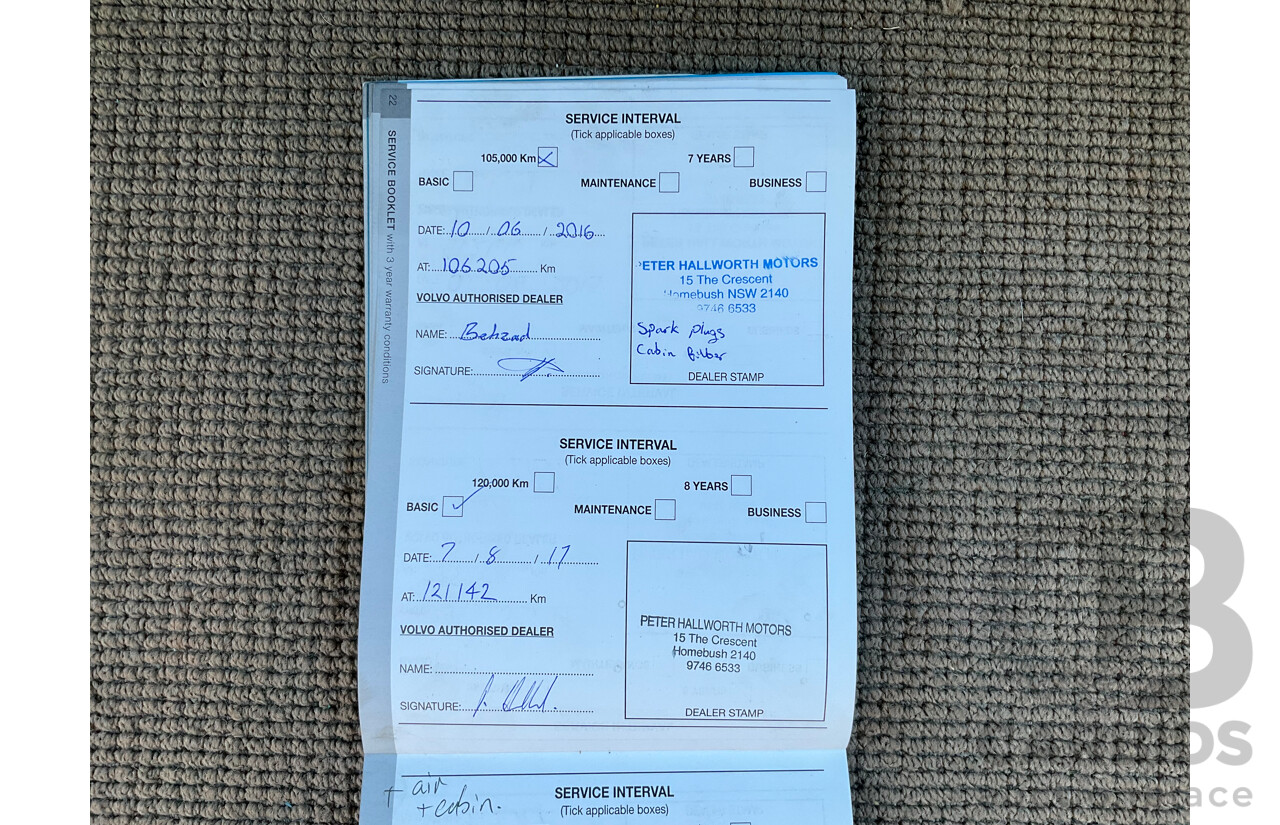 22
SERVICE BOOKLET with 3 year warranty conditions
SERVICE INTERVAL
(Tick applicable boxes)
105,000 Km 7 YEARS
BASIC MAINTENANCE BUSINESS
DATE: 10 / 06 / 2016
AT: 106205 Km
VOLVO AUTHORISED DEALER
NAME: Behzad
SIGNATURE:
ETER HALLWORTH MOTORS
15 The Crescent
Homebush NSW 2140
9746 6533
Spark plugs
Cabin filter
DEALER STAMP
SERVICE INTERVAL
(Tick applicable boxes)
120,000 Km 8 YEARS
BASIC MAINTENANCE BUSINESS
DATE: 7 / 8 / 17
AT: 121142 Km
VOLVO AUTHORISED DEALER
NAME:
SIGNATURE:
PETER HALLWORTH MOTORS
15 The Crescent
Homebush 2140
9746 6533
DEALER STAMP
+ air
+ cabin.
SERVICE INTERVAL
(Tick applicable boxes)